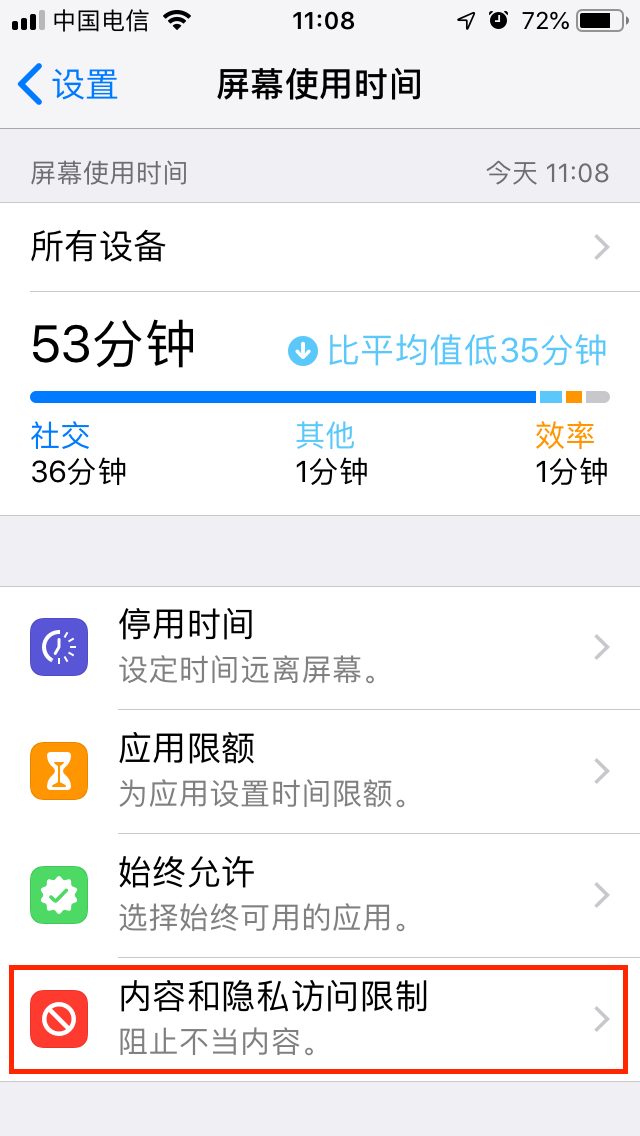 中国电信 11:08 72%
设置 屏幕使用时间
屏幕使用时间 今天 11:08
所有设备
53分钟 比平均值低35分钟
社交 其他 效率
36分钟 1分钟 1分钟
停用时间
设定时间远离屏幕。
应用限额
为应用设置时间限额。
始终允许
选择始终可用的应用。
内容和隐私访问限制
阻止不当内容。